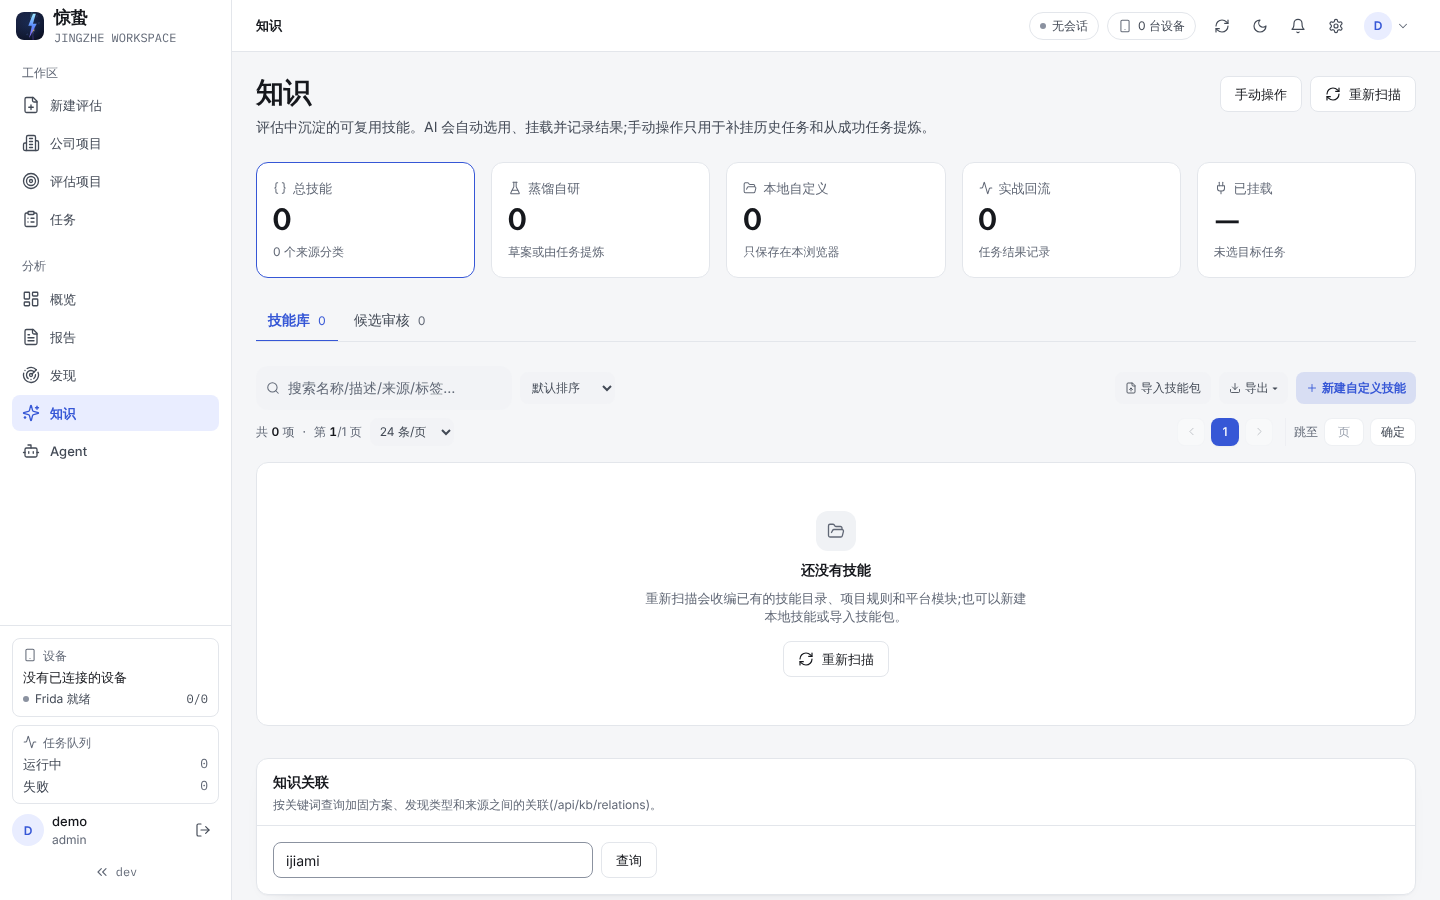 惊蛰
JINGZHE WORKSPACE
工作区
新建评估
公司项目
评估项目
任务
分析
概览
报告
发现
知识
Agent
设备
没有已连接的设备
Frida 就绪 0/0
任务队列
运行中 0
失败 0
D demo
admin
dev
知识
无会话
0 台设备
D
知识
手动操作
重新扫描
评估中沉淀的可复用技能。AI 会自动选用、挂载并记录结果;手动操作只用于补挂历史任务和从成功任务提炼。
总技能
0
0 个来源分类
蒸馏自研
0
草案或由任务提炼
本地自定义
0
只保存在本浏览器
实战回流
0
任务结果记录
已挂载
—
未选目标任务
技能库 0
候选审核 0
搜索名称/描述/来源/标签...
默认排序
导入技能包
导出
+ 新建自定义技能
共 0 项 · 第 1/1 页
24 条/页
1
跳至
页
确定
还没有技能
重新扫描会收编已有的技能目录、项目规则和平台模块;也可以新建
本地技能或导入技能包。
重新扫描
知识关联
按关键词查询加固方案、发现类型和来源之间的关联(/api/kb/relations)。
ijiami
查询